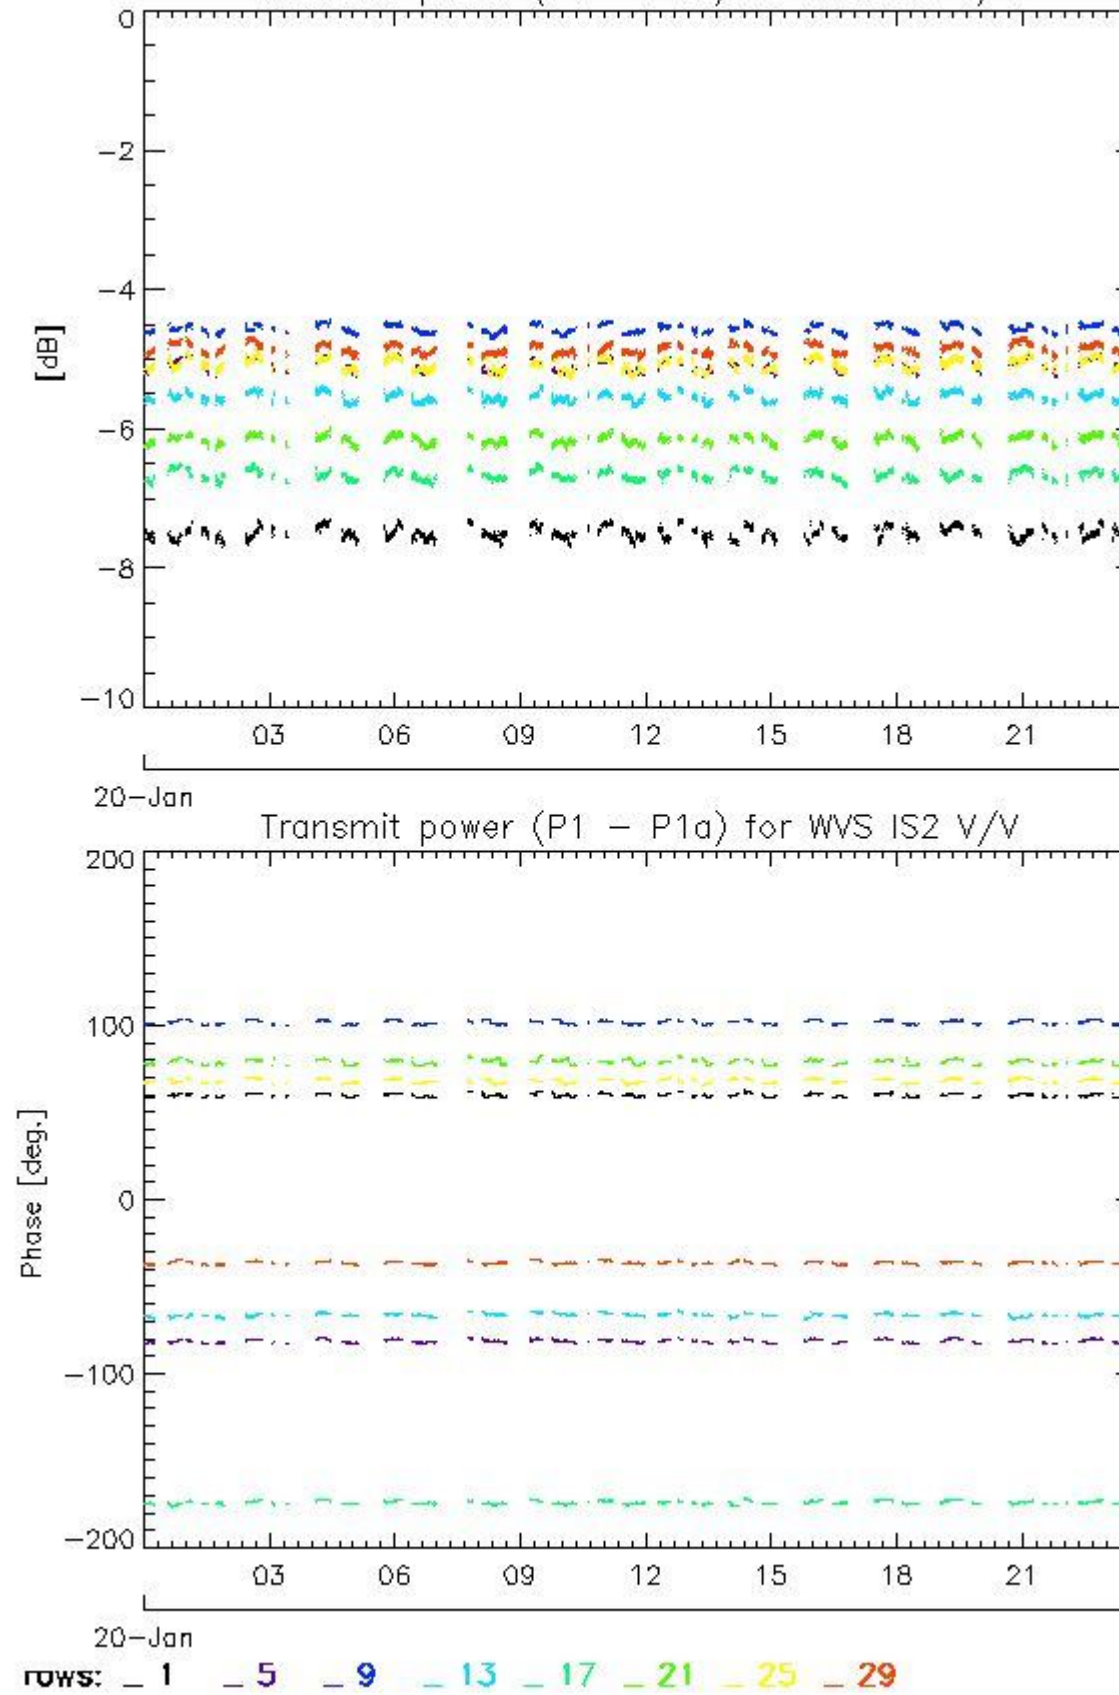 0
−2
−4
[dB]
−6
−8
−10
03 06 09 12 15 18 21
20−Jan
Transmit power (P1 − P1a) for WVS IS2 V/V
200
100
Phase [deg.]
0
−100
−200
03 06 09 12 15 18 21
20−Jan
rows: _ 1 _ 5 _ 9 _ 13 _ 17 _ 21 _ 25 _ 29